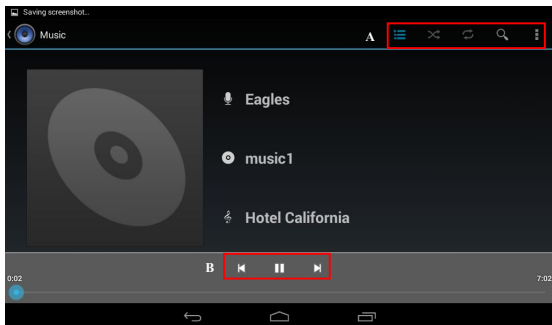 Saving screenshot...
Music
A
Eagles
music1
Hotel California
B
0:02
7:02